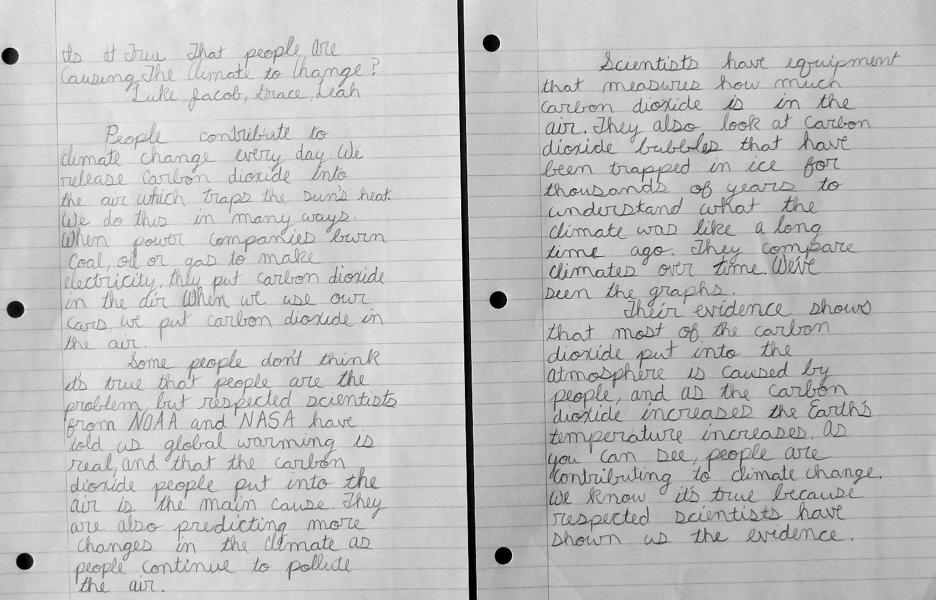 Is It True That people are
Causing The Climate to Change?
Luke, Jacob, Grace, Leah
People contribute to
climate change every day. We
release Carbon dioxide into
the air which traps the sun's heat.
We do this in many ways.
When power companies burn
Coal, oil or gas to make
electricity, they put carbon dioxide
in the air. When we use our
cars, we put carbon dioxide in
the air.
Some people don't think
it's true that people are the
problem, but respected scientists
from NOAA and NASA have
told us global warming is
real, and that the carbon
dioxide people put into the
air is the main cause. They
are also predicting more
changes in the climate as
people continue to pollute
the air.
Scientists have equipment
that measures how much
carbon dioxide is in the
air. They also look at carbon
dioxide bubbles that have
been trapped in ice for
thousands of years to
understand what the
climate was like a long
time ago. They compare
climates over time. We've
seen the graphs.
Their evidence shows
that most of the carbon
dioxide put into the
atmosphere is caused by
people, and as the carbon
dioxide increases the Earth's
temperature increases. As
you can see, people are
contributing to climate change.
We know it's true because
respected scientists have
shown us the evidence.